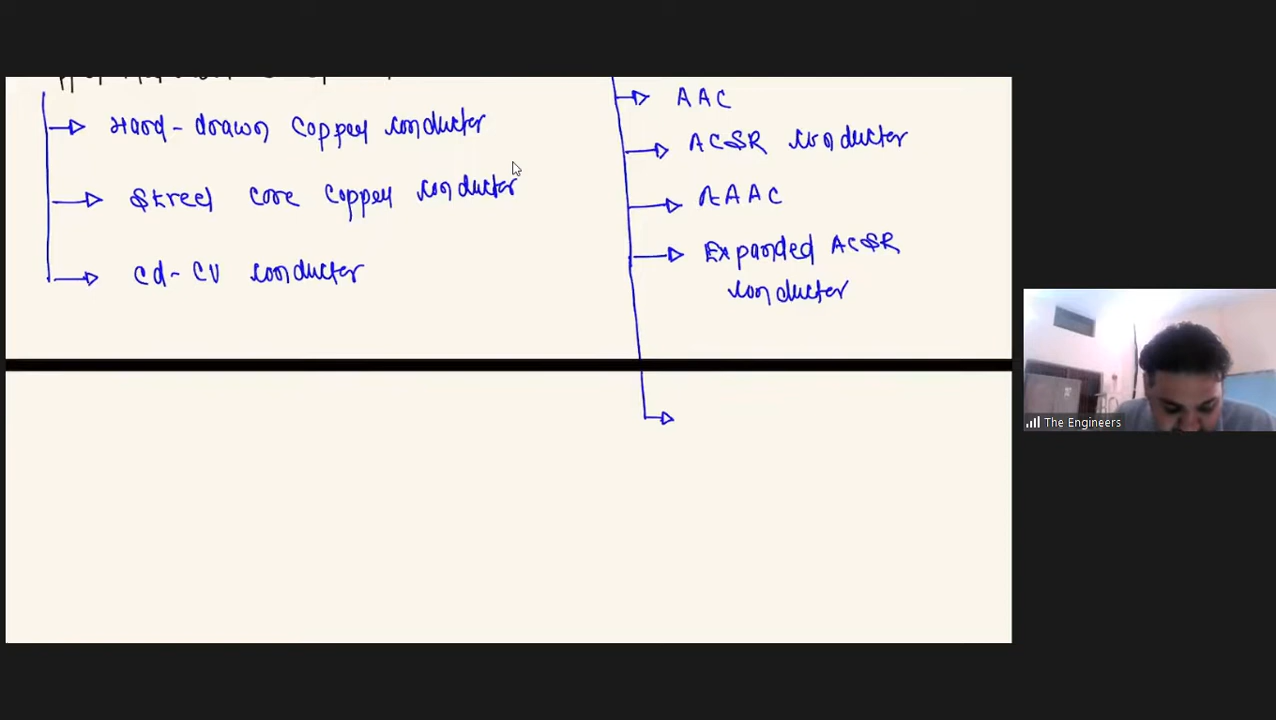 Hard-drawn Copper conductor
Steel core Copper conductor
Cd-Cu conductor
AAC
ACSR conductor
AAAC
Expanded ACSR
conductor
The Engineers